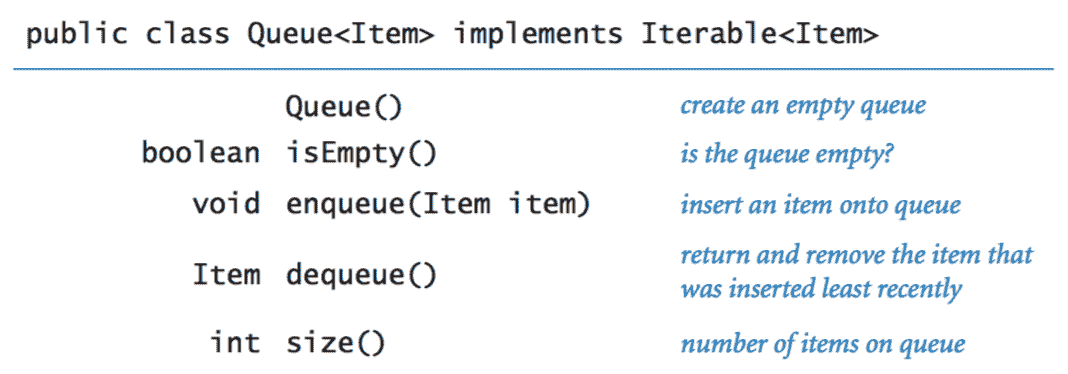 public class Queue<Item> implements Iterable<Item>
Queue() create an empty queue
boolean isEmpty() is the queue empty?
void enqueue(Item item) insert an item onto queue
Item dequeue() return and remove the item that
was inserted least recently
int size() number of items on queue